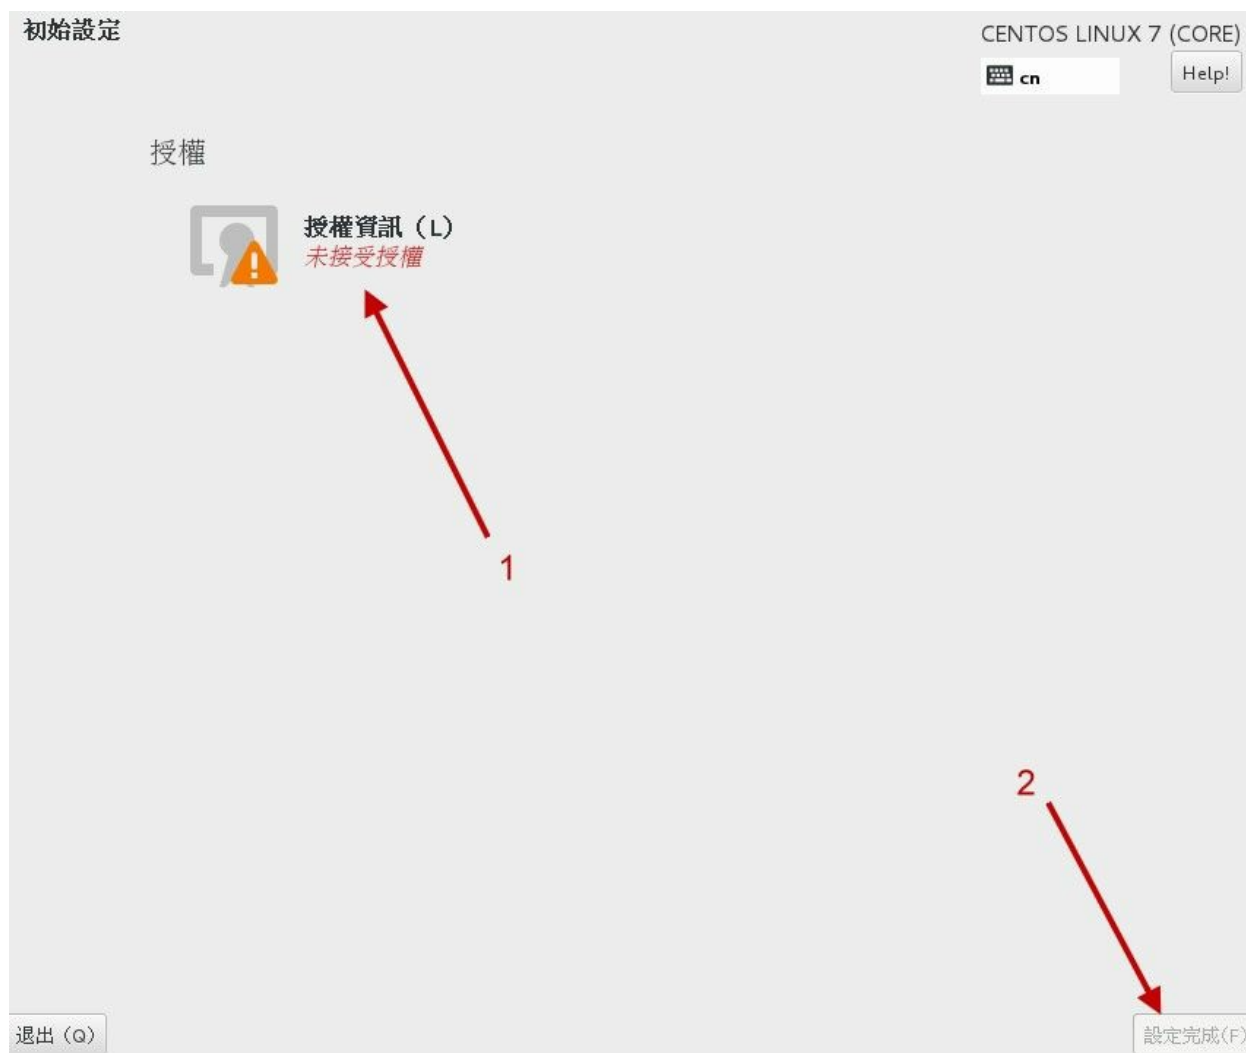 初始設定
CENTOS LINUX 7 (CORE)
cn
Help!
授權
授權資訊（L）
未接受授權
1
2
退出（Q）
設定完成(F)